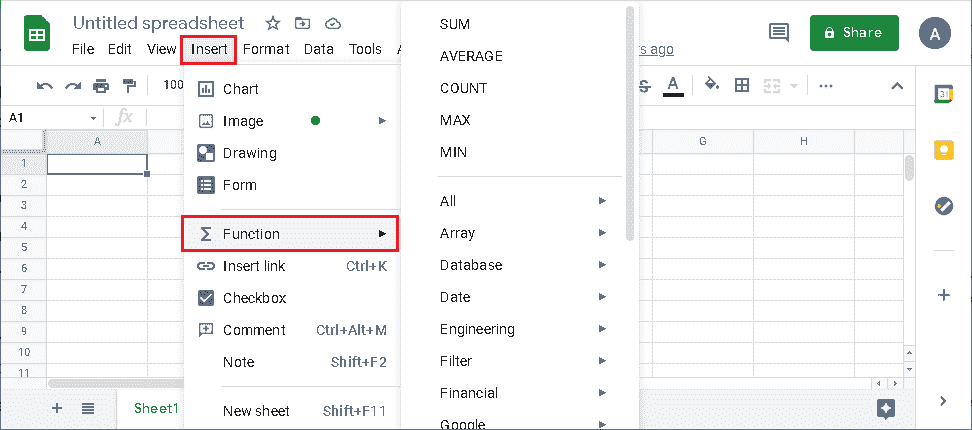 Untitled spreadsheet
File Edit View Insert Format Data Tools
s ago
Share
A
100
A
A1
fx
31
A G H
1
2
3
4
5
6
7
8
9
10
11
Chart
Image
Drawing
Form
Function
Insert link Ctrl+K
Checkbox
Comment Ctrl+Alt+M
Note Shift+F2
New sheet Shift+F11
SUM
AVERAGE
COUNT
MAX
MIN
All
Array
Database
Date
Engineering
Filter
Financial
Google
Sheet1